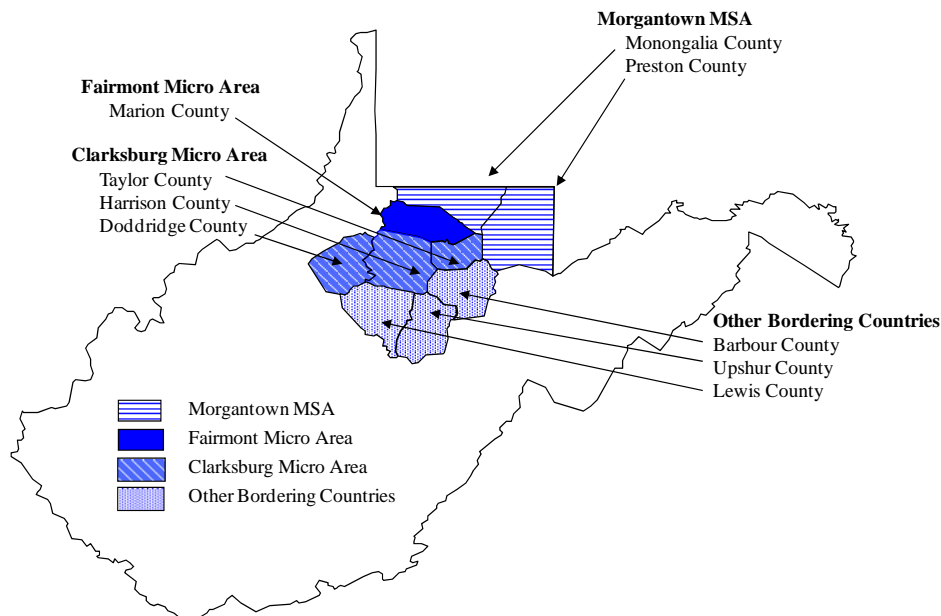 Morgantown MSA
Monongalia County
Preston County
Fairmont Micro Area
Marion County
Clarksburg Micro Area
Taylor County
Harrison County
Doddridge County
Other Bordering Countries
Barbour County
Upshur County
Lewis County
Morgantown MSA
Fairmont Micro Area
Clarksburg Micro Area
Other Bordering Countries